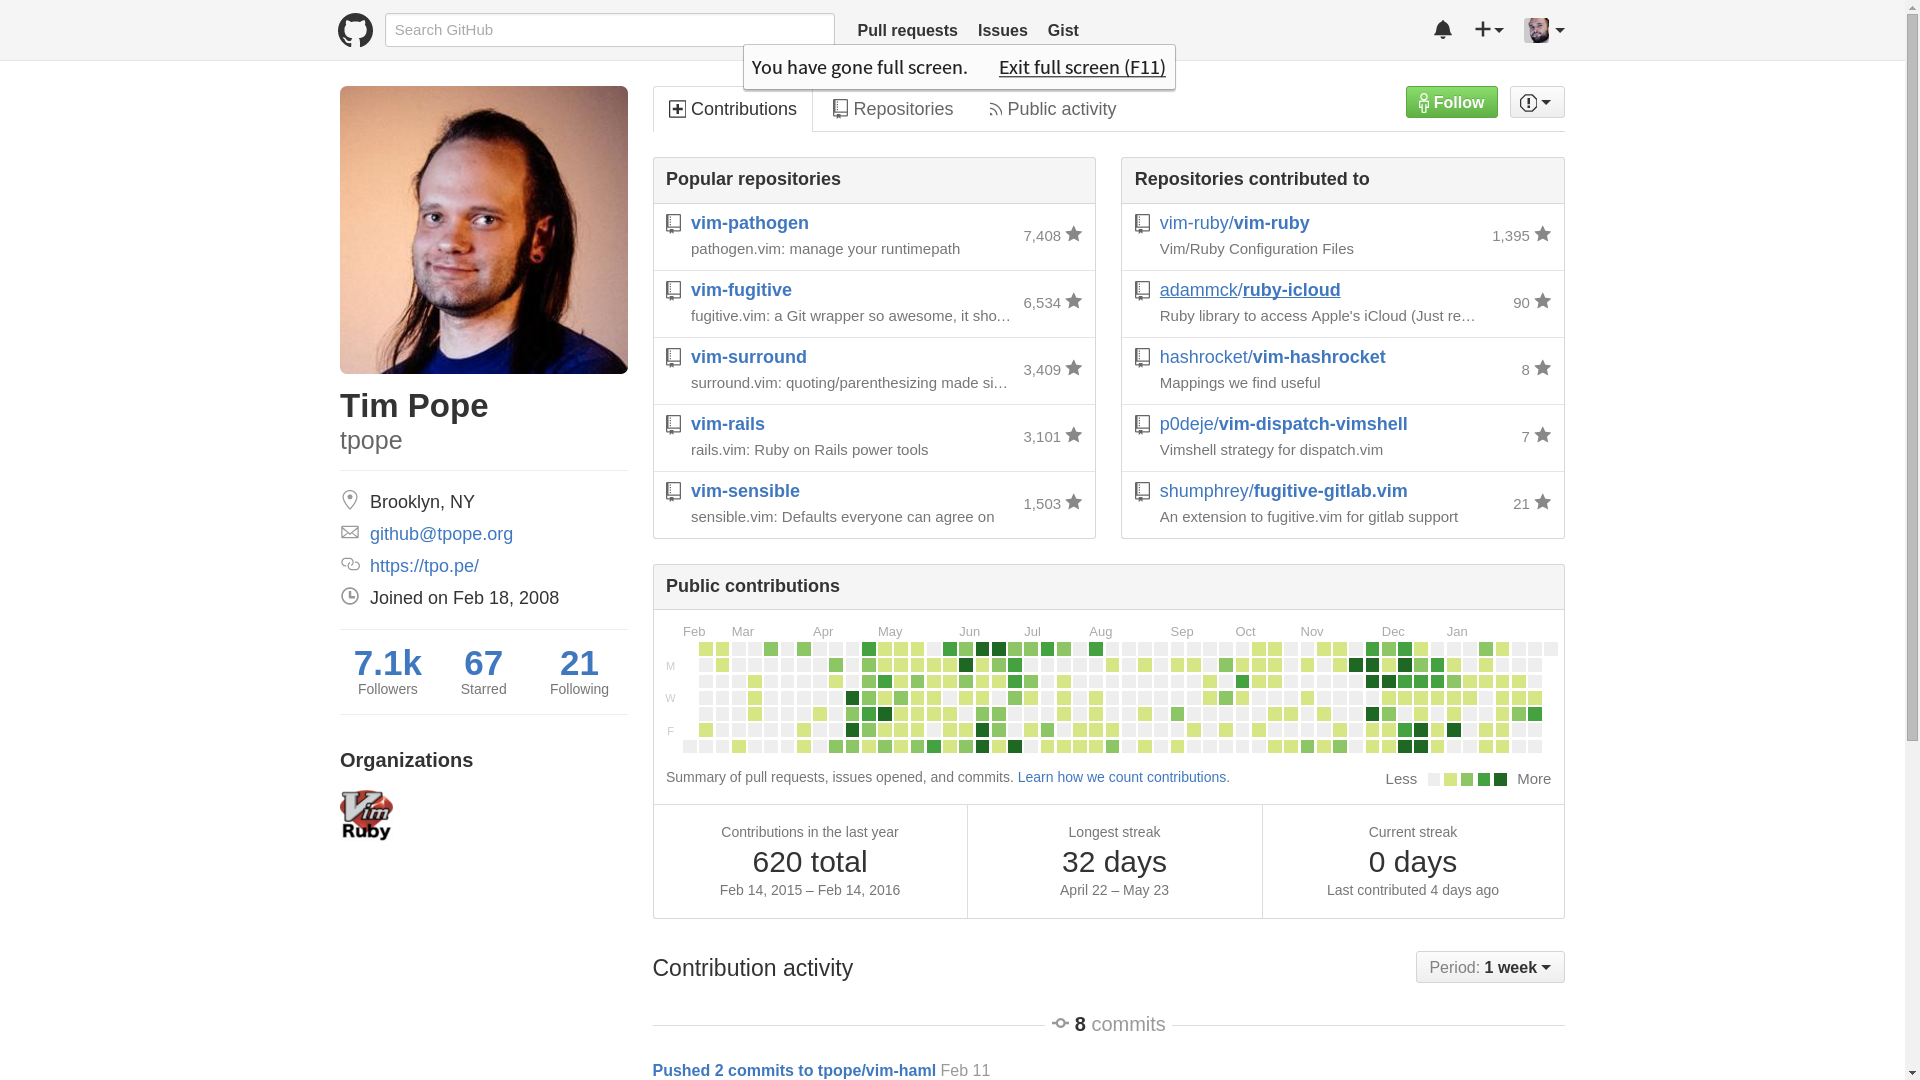 Search GitHub
Pull requests Issues Gist
You have gone full screen. Exit full screen (F11)
Contributions Repositories Public activity
Follow
Tim Pope
tpope
Brooklyn, NY
github@tpope.org
https://tpo.pe/
Joined on Feb 18, 2008
7.1k 67 21
Followers Starred Following
Organizations
Vim
Ruby
Popular repositories
vim-pathogen
pathogen.vim: manage your runtimepath
7,408
vim-fugitive
fugitive.vim: a Git wrapper so awesome, it sho…
6,534
vim-surround
surround.vim: quoting/parenthesizing made si…
3,409
vim-rails
rails.vim: Ruby on Rails power tools
3,101
vim-sensible
sensible.vim: Defaults everyone can agree on
1,503
Repositories contributed to
vim-ruby/vim-ruby
Vim/Ruby Configuration Files
1,395
adammck/ruby-icloud
Ruby library to access Apple's iCloud (Just re…
90
hashrocket/vim-hashrocket
Mappings we find useful
8
p0deje/vim-dispatch-vimshell
Vimshell strategy for dispatch.vim
7
shumphrey/fugitive-gitlab.vim
An extension to fugitive.vim for gitlab support
21
Public contributions
Feb Mar Apr May Jun Jul Aug Sep Oct Nov Dec Jan
M
W
F
Summary of pull requests, issues opened, and commits. Learn how we count contributions.
Less More
Contributions in the last year
620 total
Feb 14, 2015 – Feb 14, 2016
Longest streak
32 days
April 22 – May 23
Current streak
0 days
Last contributed 4 days ago
Contribution activity
Period: 1 week
8 commits
Pushed 2 commits to tpope/vim-haml Feb 11